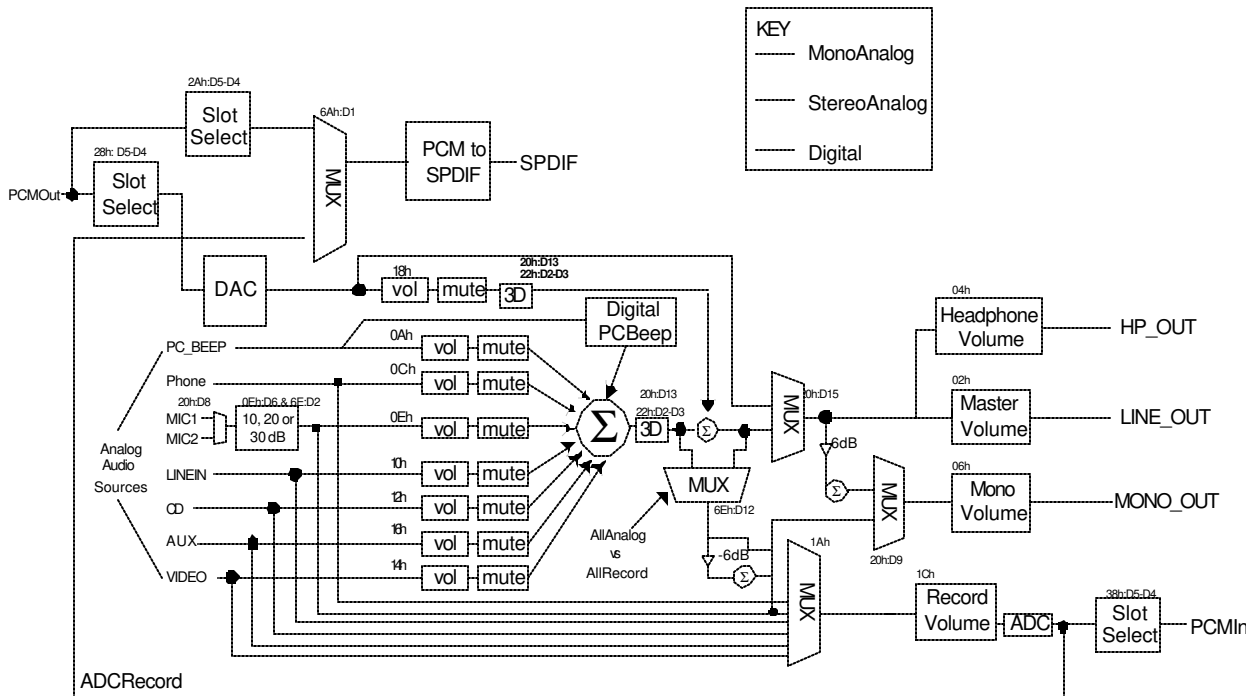 KEY
MonoAnalog
StereoAnalog
Digital
2Ah:D5-D4
Slot
Select
6Ah:D1
MUX
PCM to
SPDIF
SPDIF
28h: D5-D4
Slot
Select
PCMOut
DAC
18h
vol
mute
20h:D13
22h:D2-D3
3D
Digital
PCBeep
04h
Headphone
Volume
HP_OUT
PC_BEEP
0Ah
vol
mute
Phone
0Ch
vol
mute
20h:D8
MIC1
MIC2
0Eh:D6 & 6E:D2
10, 20 or
30 dB
0Eh
vol
mute
Σ
20h:D13
22h:D2-D3
3D
Σ
MUX
20h:D15
02h
Master
Volume
LINE_OUT
Analog
Audio
Sources
LINEIN
10h
vol
mute
MUX
6Eh:D12
-6dB
Σ
MUX
20h:D9
06h
Mono
Volume
MONO_OUT
CD
12h
vol
mute
AUX
16h
vol
mute
VIDEO
14h
vol
mute
AllAnalog
vs
AllRecord
-6dB
Σ
1Ah
MUX
1Ch
Record
Volume
ADC
38h:D5-D4
Slot
Select
PCMIn
ADCRecord